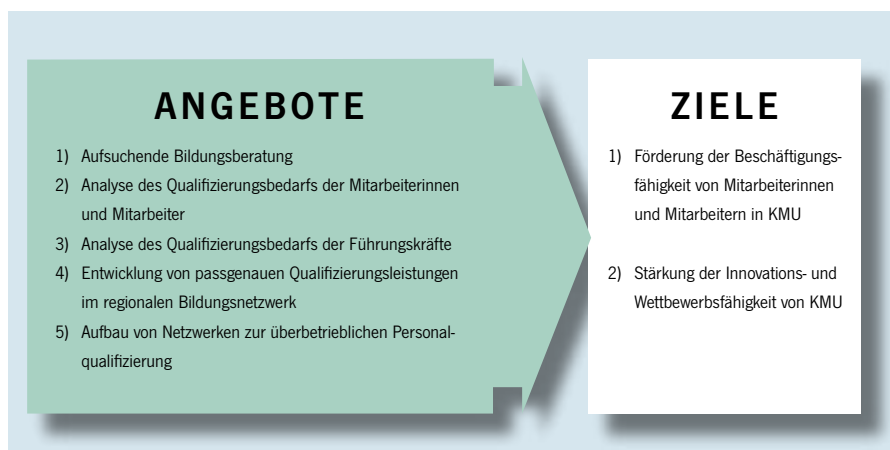 ANGEBOTE
1) Aufsuchende Bildungsberatung
2) Analyse des Qualifizierungsbedarfs der Mitarbeiterinnen
und Mitarbeiter
3) Analyse des Qualifizierungsbedarfs der Führungskräfte
4) Entwicklung von passgenauen Qualifizierungsleistungen
im regionalen Bildungsnetzwerk
5) Aufbau von Netzwerken zur überbetrieblichen Personal-
qualifizierung
ZIELE
1) Förderung der Beschäftigungs-
fähigkeit von Mitarbeiterinnen
und Mitarbeitern in KMU
2) Stärkung der Innovations- und
Wettbewerbsfähigkeit von KMU